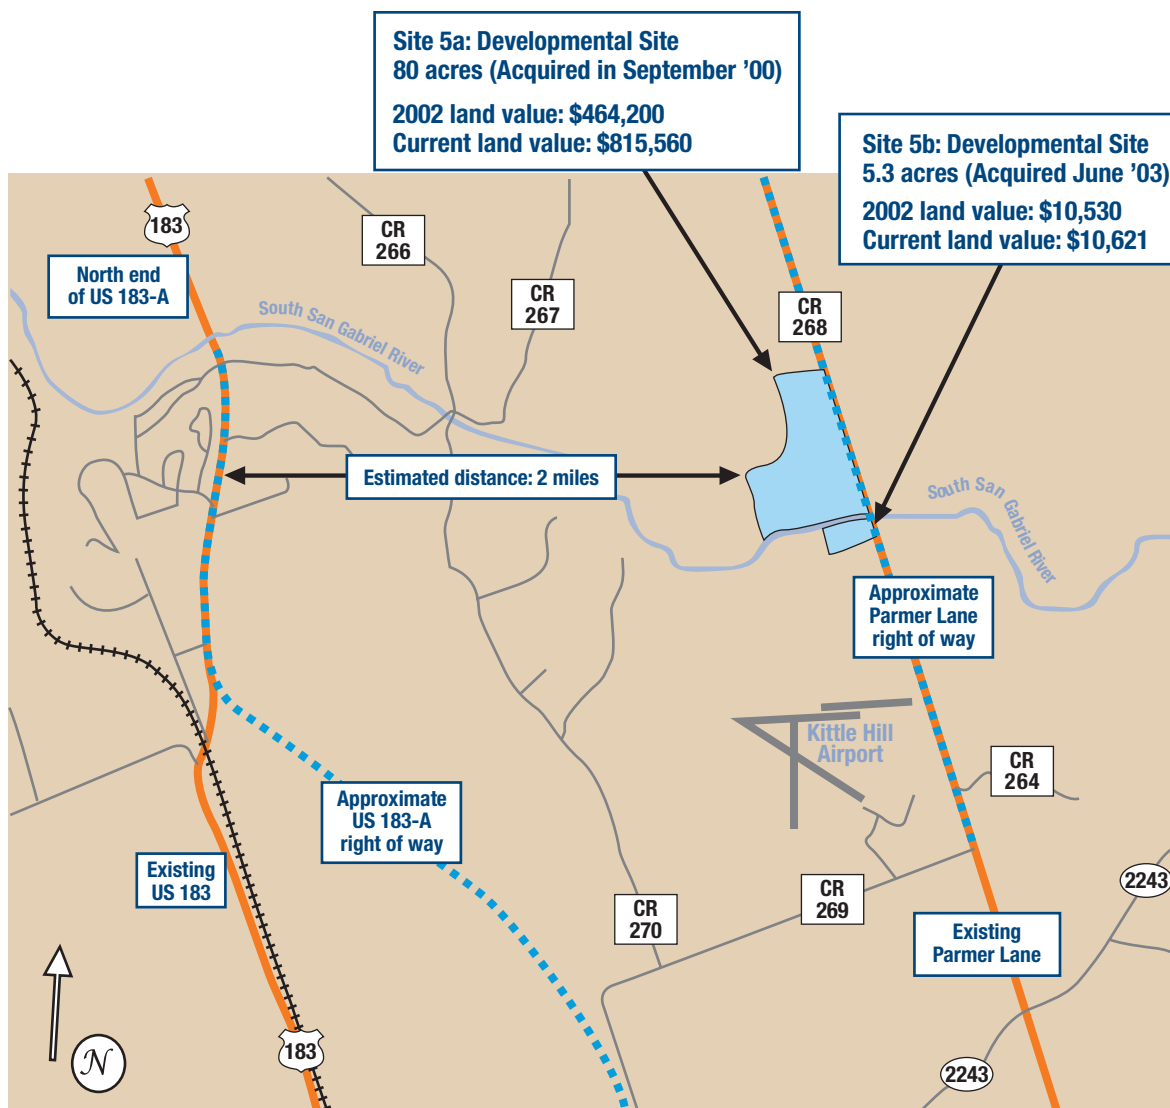 Site 5a: Developmental Site
80 acres (Acquired in September ’00)
2002 land value: $464,200
Current land value: $815,560
Site 5b: Developmental Site
5.3 acres (Acquired June ’03)
2002 land value: $10,530
Current land value: $10,621
183
CR
266
North end
of US 183-A
CR
267
CR
268
South San Gabriel River
Estimated distance: 2 miles
South San Gabriel River
Approximate
Parmer Lane
right of way
Kittle Hill
Airport
CR
264
Approximate
US 183-A
right of way
Existing
US 183
CR
269
2243
CR
270
Existing
Parmer Lane
183
N
2243